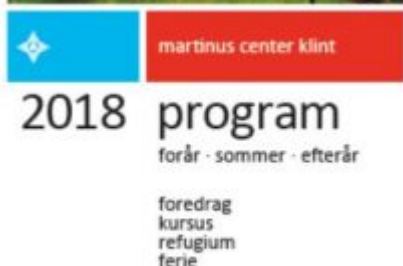 martinus center klint
2018 program
forår · sommer · efterår
foredrag
kursus
refugium
ferie